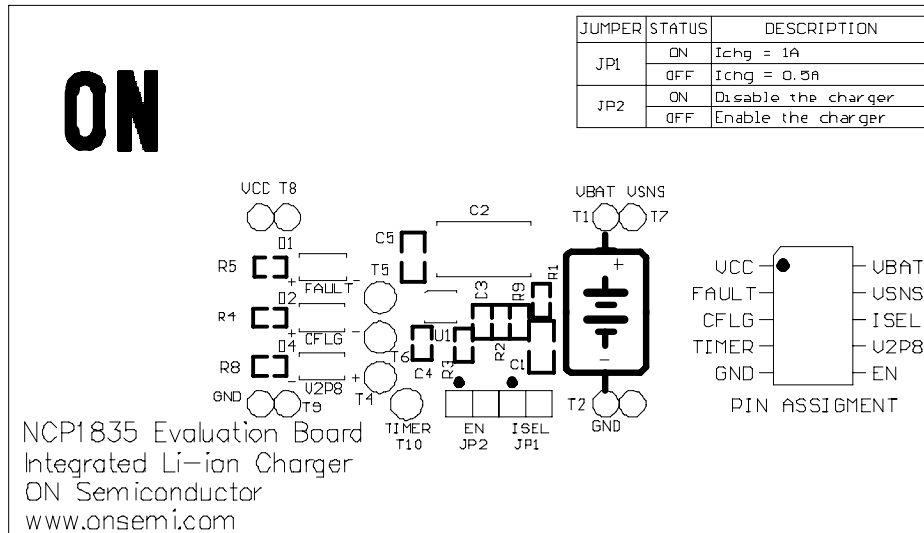 JUMPER STATUS DESCRIPTION
JP1 ON Ichg = 1A
OFF Ichg = 0.5A
JP2 ON Disable the charger
OFF Enable the charger
ON
VCC T8
VBAT VSNS
T1 T7
C2
C5
D1
R5
T5
+ FAULT -
D2
R4
+ CFLG -
D4
R8
- V2P8 +
C3
R9
R1
U1
R2
T6
C4
R3
C1
T4
GND
T9
TIMER
T10
EN
JP2
ISEL
JP1
+
-
T2
GND
VCC VBAT
FAULT VSNS
CFLG ISEL
TIMER V2P8
GND EN
PIN ASSIGMENT
NCP1835 Evaluation Board
Integrated Li-ion Charger
ON Semiconductor
www.onsemi.com